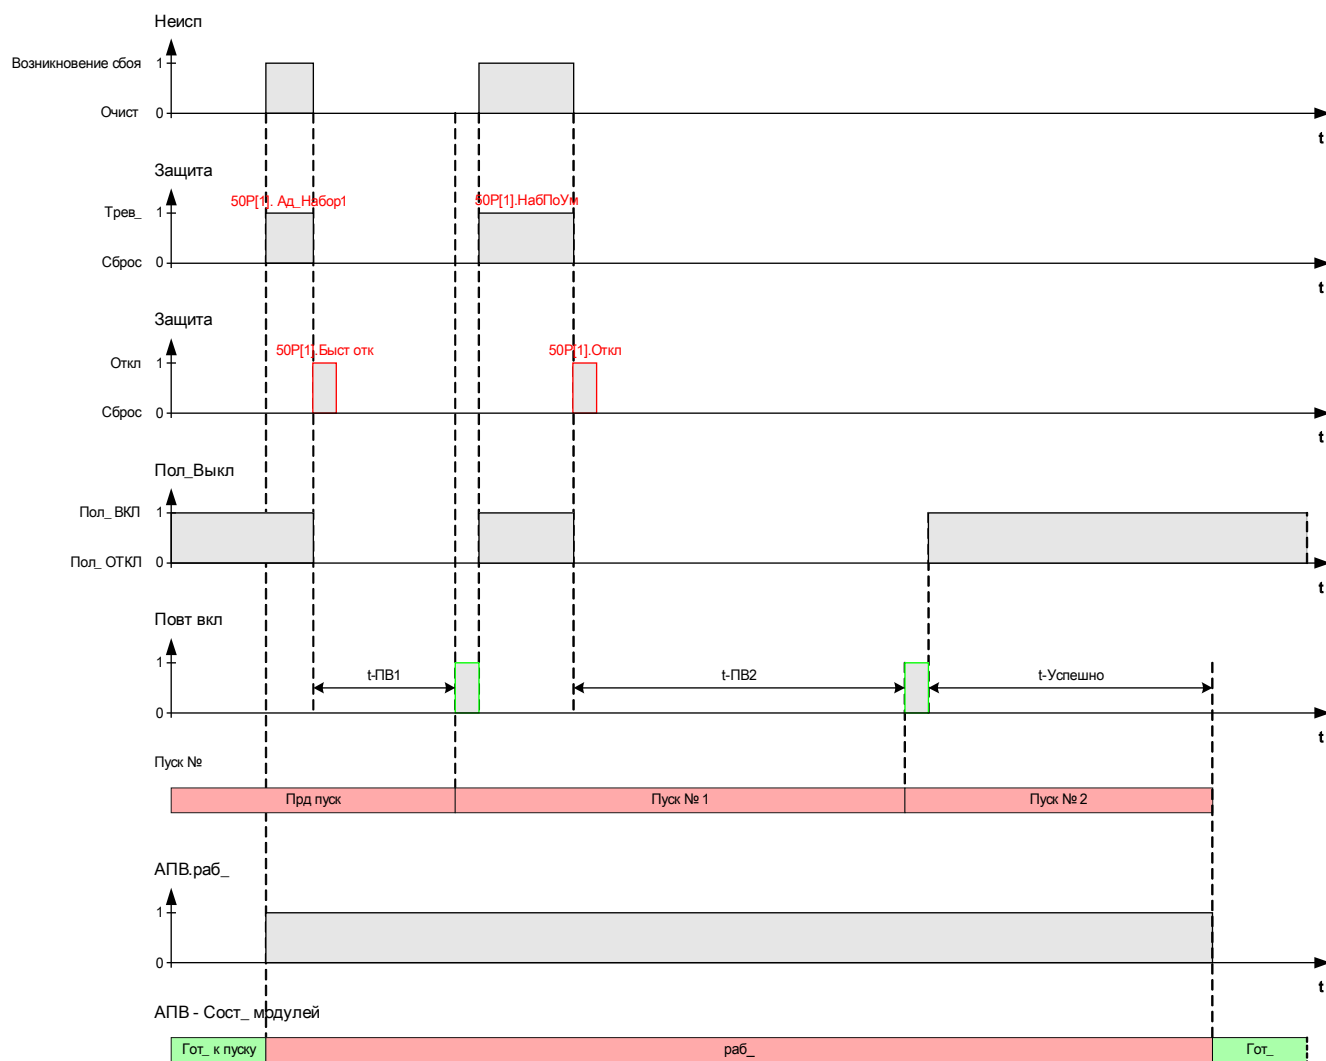 Неисп
Возникновение сбоя 1
Очист 0
t
Защита
50P[1]. Ад_Набор1 50P[1].НабПоУм
Трев_ 1
Сброс 0
t
Защита
50P[1].Быст отк 50P[1].Откл
Откл 1
Сброс 0
t
Пол_Выкл
Пол_ ВКЛ 1
Пол_ ОТКЛ 0
t
Повт вкл
1
t-ПВ1 t-ПВ2 t-Успешно
0
t
Пуск №
Прд пуск Пуск № 1 Пуск № 2
АПВ.раб_
1
0
t
АПВ - Сост_ модулей
Гот_ к пуску раб_ Гот_